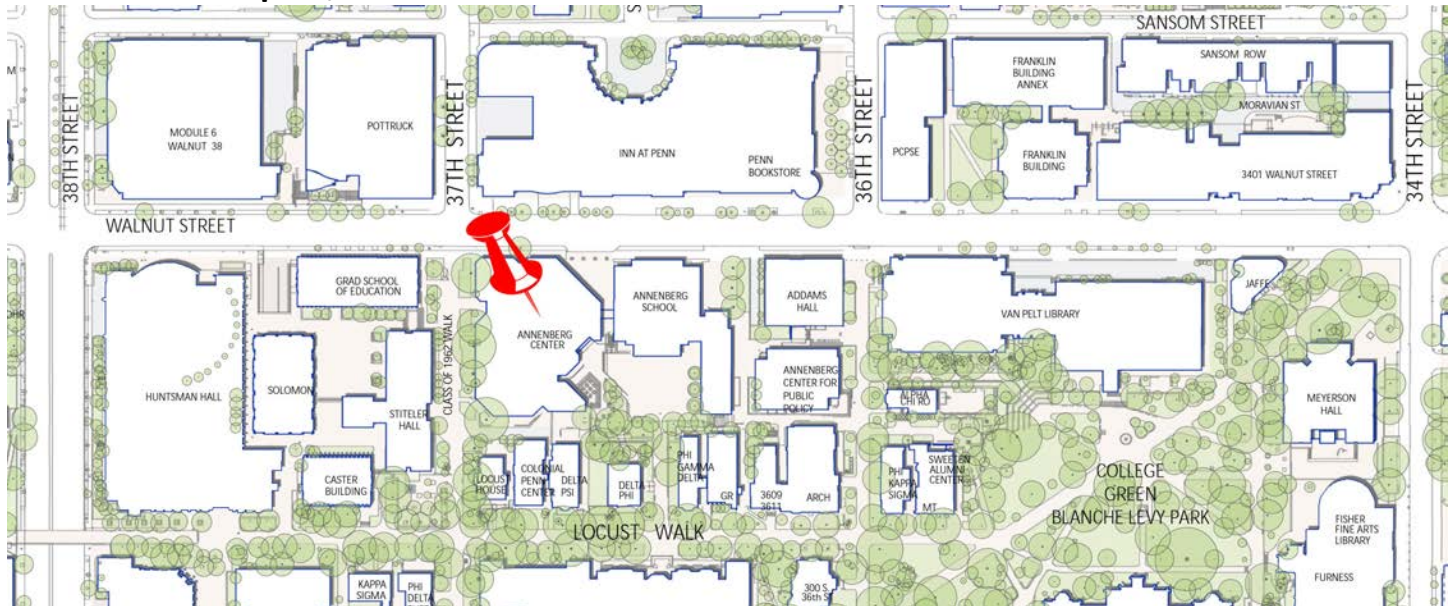 SANSOM STREET
38TH STREET
MODULE 6
WALNUT 38
POTTRUCK
37TH STREET
INN AT PENN
PENN
BOOKSTORE
36TH STREET
PCPSE
FRANKLIN
BUILDING
ANNEX
FRANKLIN
BUILDING
SANSOM ROW
MORAVIAN ST
3401 WALNUT STREET
34TH STREET
WALNUT STREET
HUNTSMAN HALL
GRAD SCHOOL
OF EDUCATION
SOLOMON
STITELER
HALL
CASTER
BUILDING
CLASS OF 1962 WALK
ANNENBERG
CENTER
ANNENBERG
SCHOOL
ADDAMS
HALL
ANNENBERG
CENTER FOR
PUBLIC
POLICY
VAN PELT LIBRARY
JAFFE
MEYERSON
HALL
ALPHA
CHI RO
LOCUST
HOUSE
COLONIAL
PENN
CENTER
DELTA
PSI
DELTA
PHI
PHI
GAMMA
DELTA
GR
3609
3611
ARCH
PHI
KAPPA
SIGMA
SWEETEN
ALUMNI
CENTER
MT
COLLEGE
GREEN
BLANCHE LEVY PARK
FISHER
FINE ARTS
LIBRARY
FURNESS
LOCUST WALK
KAPPA
SIGMA
PHI
DELTA
300 S.
36th St